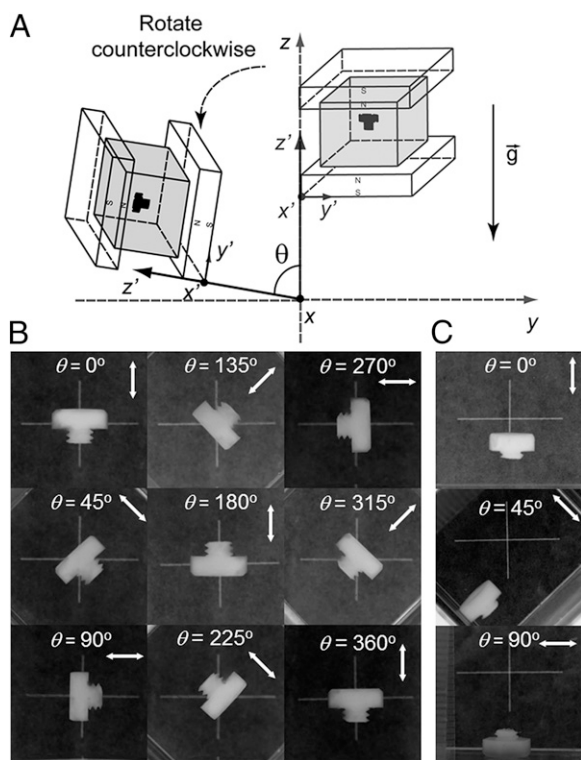 A
Rotate
counterclockwise
z
S
N
z'
g
N
S
x'
y'
S
N
N
S
y'
θ
z'
x'
x
y
B
C
θ = 0º
θ = 135º
θ = 270º
θ = 0º
θ = 45º
θ = 180º
θ = 315º
θ = 45º
θ = 90º
θ = 225º
θ = 360º
θ = 90º